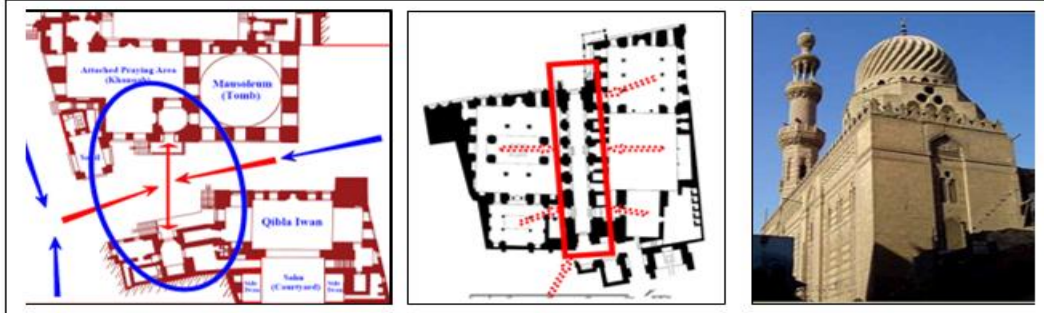 Attached Praying Area
(Khanqah)
Mausoleum
(Tomb)
Qibla Iwan
Sahn
(Courtyard)
Side
Iwan
Side
Iwan